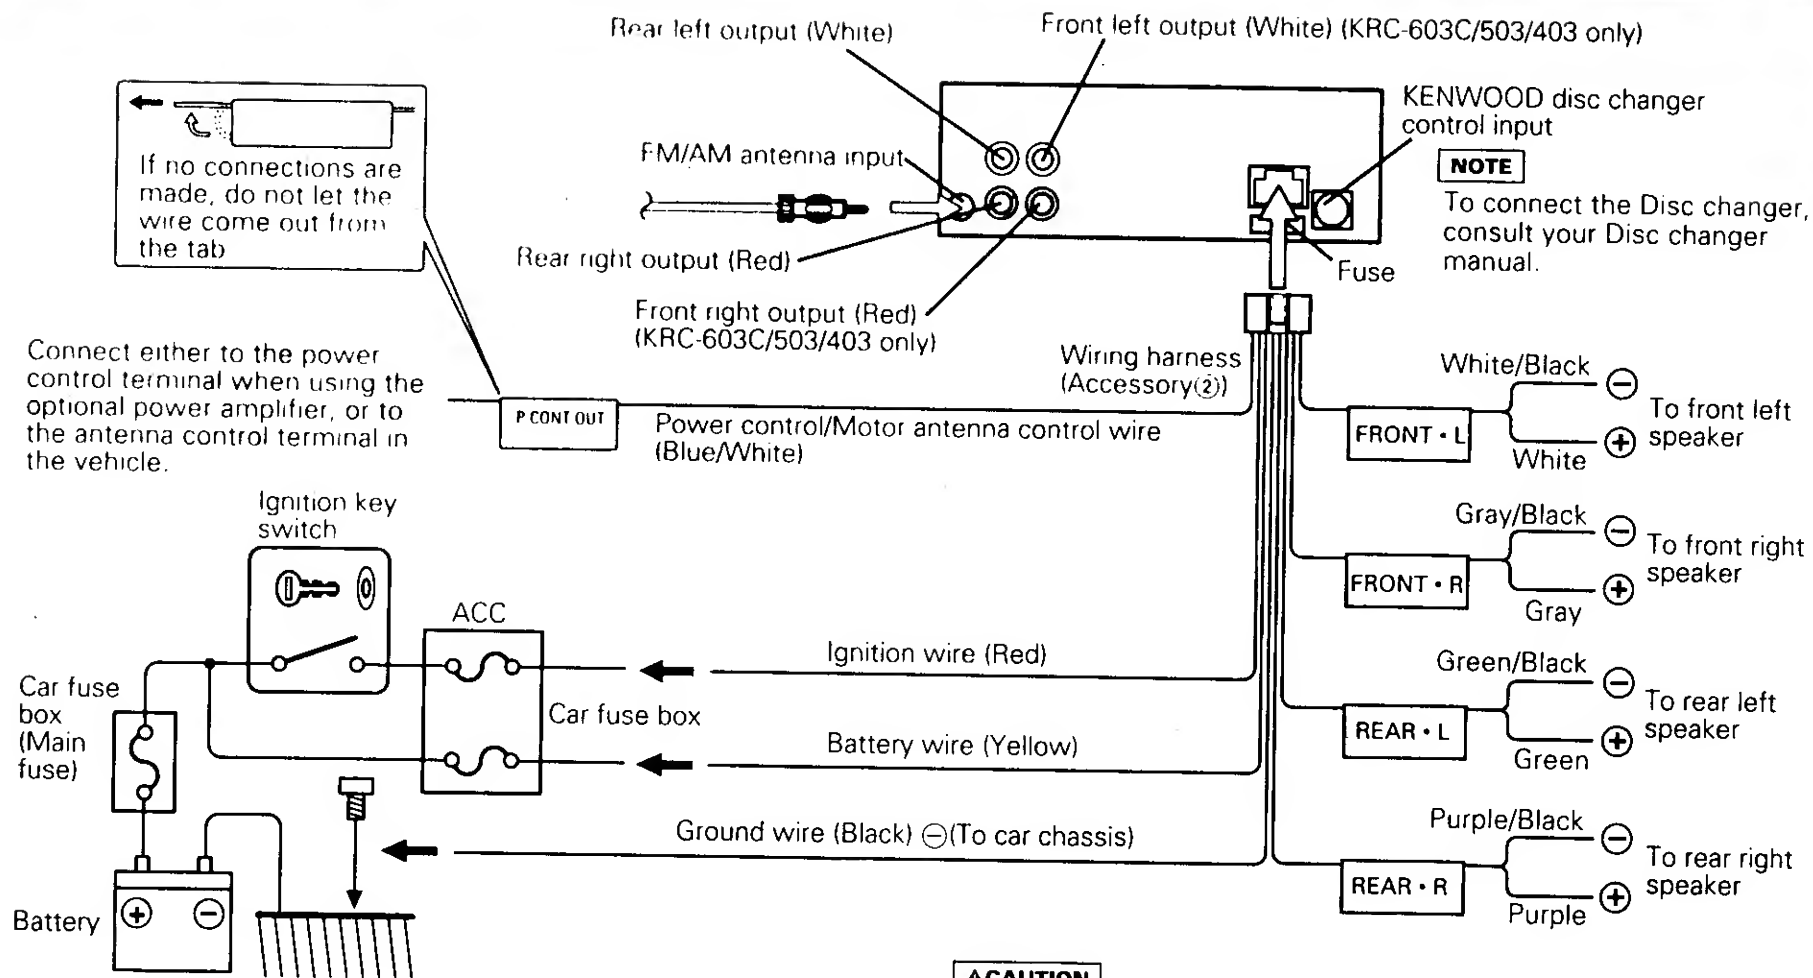 Rear left output (White)
Front left output (White) (KRC-603C/503/403 only)
KENWOOD disc changer
control input
NOTE
To connect the Disc changer,
consult your Disc changer
manual.
If no connections are
made, do not let the
wire come out from
the tab
FM/AM antenna input
Rear right output (Red)
Fuse
Front right output (Red)
(KRC-603C/503/403 only)
Connect either to the power
control terminal when using the
optional power amplifier, or to
the antenna control terminal in
the vehicle.
P CONT OUT
Power control/Motor antenna control wire
(Blue/White)
Wiring harness
(Accessory②)
White/Black
⊖
FRONT • L
To front left
speaker
White
⊕
Gray/Black
⊖
FRONT • R
To front right
speaker
Gray
⊕
Ignition key
switch
ACC
Ignition wire (Red)
Green/Black
⊖
REAR • L
To rear left
speaker
Green
⊕
Car fuse
box
(Main
fuse)
Car fuse box
Battery wire (Yellow)
Ground wire (Black) ⊖(To car chassis)
Purple/Black
⊖
REAR • R
To rear right
speaker
Purple
⊕
Battery
⊕ ⊖
⚠CAUTION